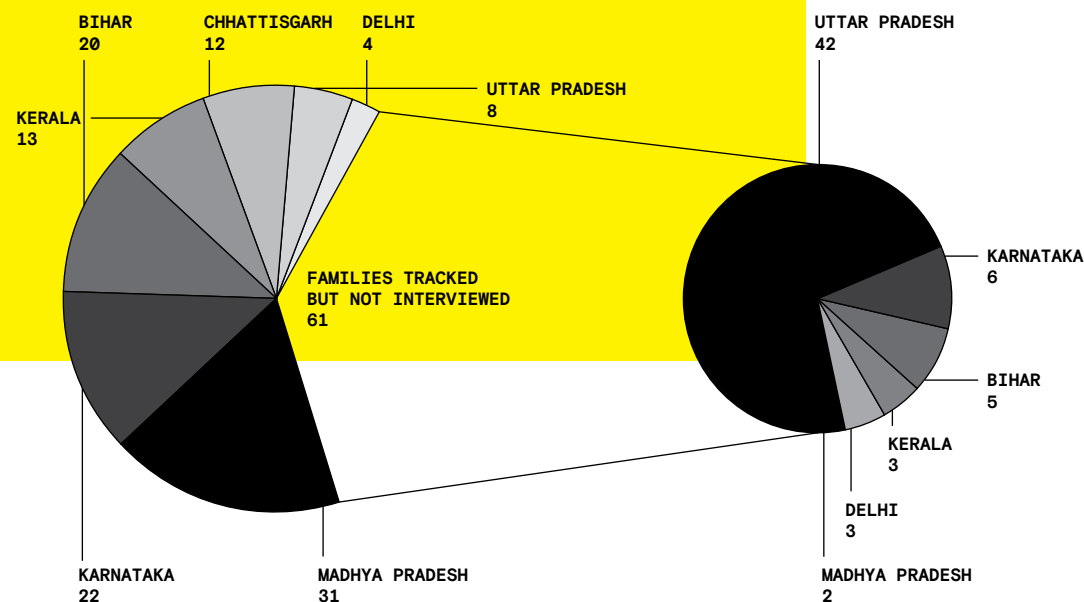 BIHAR
20
CHHATTISGARH
12
DELHI
4
UTTAR PRADESH
42
UTTAR PRADESH
8
KERALA
13
KARNATAKA
6
FAMILIES TRACKED
BUT NOT INTERVIEWED
61
BIHAR
5
KERALA
3
DELHI
3
KARNATAKA
22
MADHYA PRADESH
31
MADHYA PRADESH
2